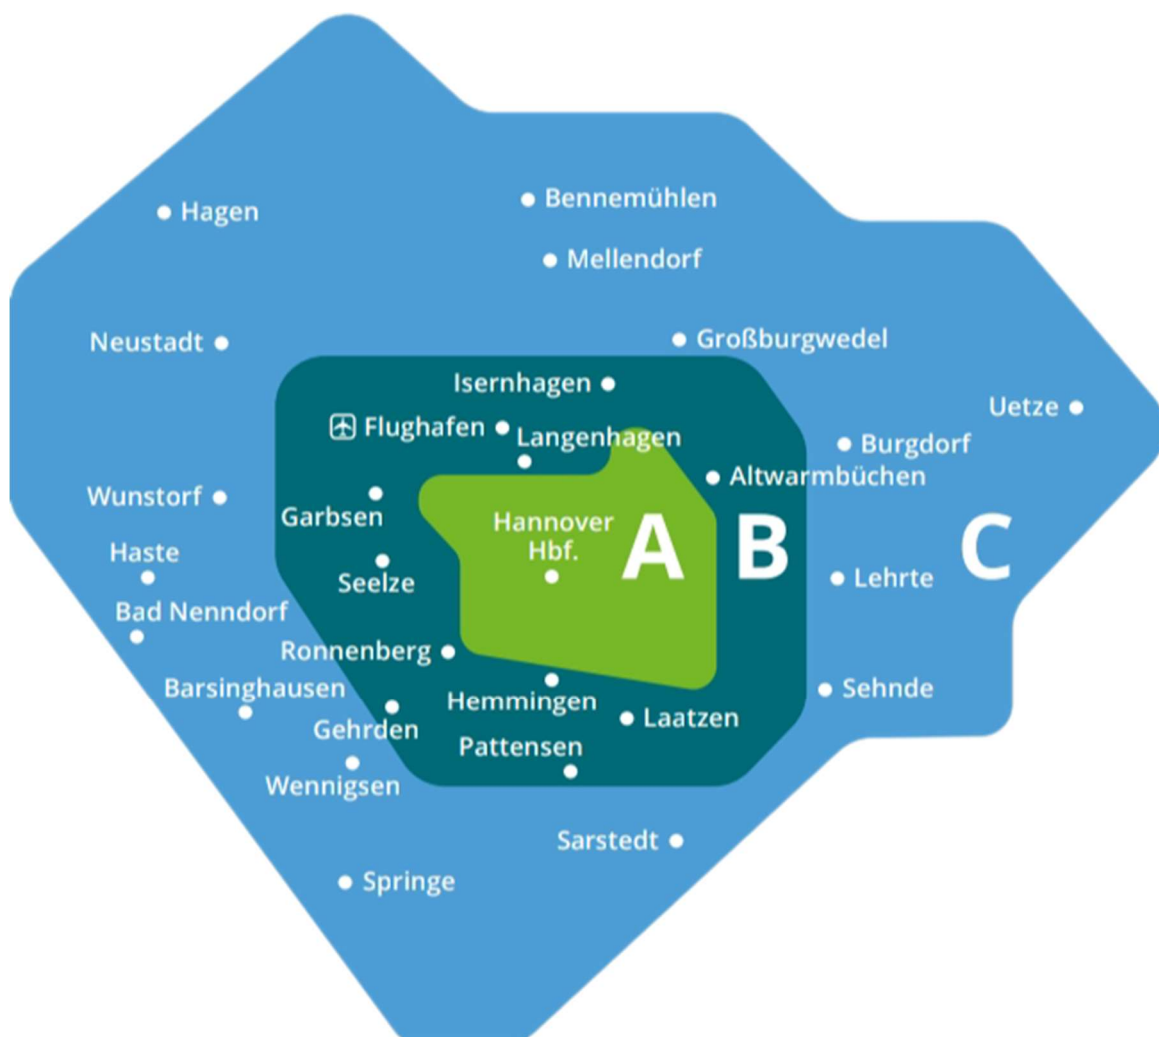 Bennemühlen
Hagen
Mellendorf
Neustadt
Großburgwedel
Isernhagen
Uetze
Flughafen
Langenhagen
Burgdorf
Altwarmbüchen
Wunstorf
Garbsen
Hannover
Hbf.
A
B
C
Haste
Seelze
Lehrte
Bad Nenndorf
Ronnenberg
Barsinghausen
Sehnde
Hemmingen
Laatzen
Gehrden
Pattensen
Wennigsen
Sarstedt
Springe